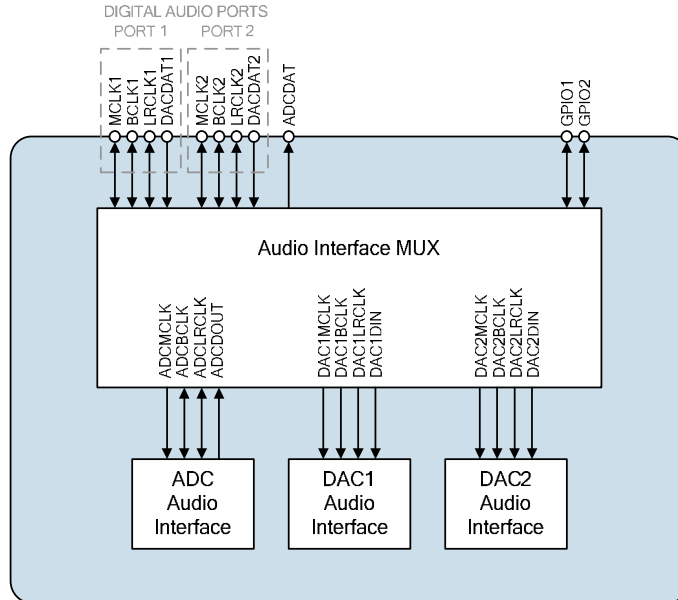 DIGITAL AUDIO PORTS
PORT 1
PORT 2
MCLK1
BCLK1
LRCLK1
DACDAT1
MCLK2
BCLK2
LRCLK2
DACDAT2
ADCDAT
GPIO1
GPIO2
Audio Interface MUX
ADCMCLK
ADCBCLK
ADCLRCLK
ADCDOUT
DAC1MCLK
DAC1BCLK
DAC1LRCLK
DAC1DIN
DAC2MCLK
DAC2BCLK
DAC2LRCLK
DAC2DIN
ADC
Audio
Interface
DAC1
Audio
Interface
DAC2
Audio
Interface